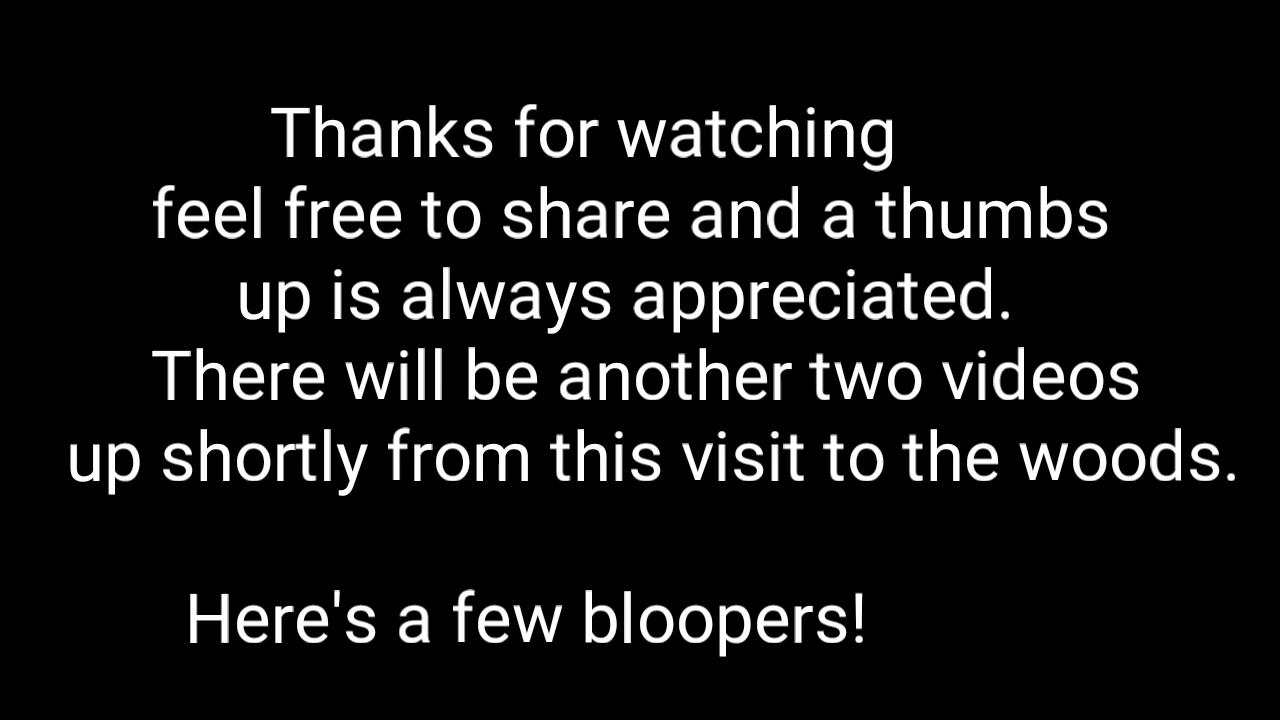 Thanks for watching
feel free to share and a thumbs
up is always appreciated.
There will be another two videos
up shortly from this visit to the woods.
Here's a few bloopers!